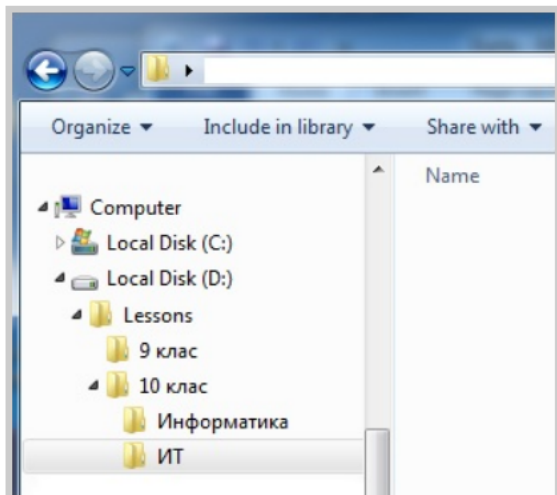 Organize Include in library Share with
Name
Computer
Local Disk (C:)
Local Disk (D:)
Lessons
9 клас
10 клас
Информатика
ИТ